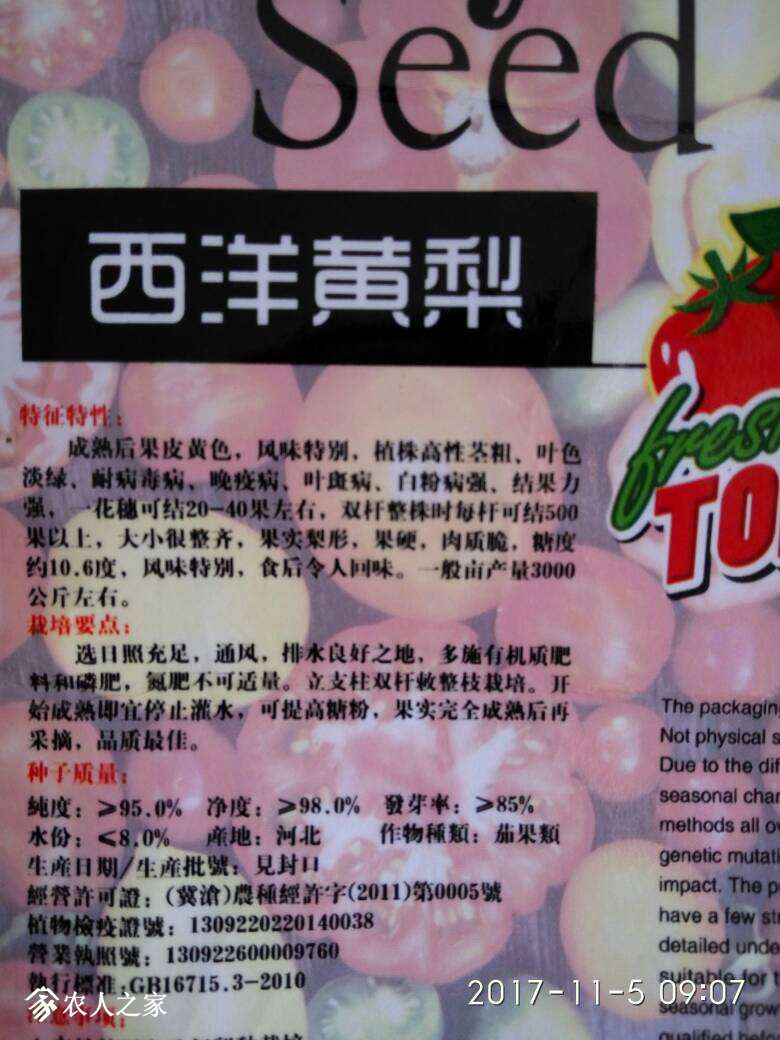 Seed
西洋黄梨
特征特性：
成熟后果皮黄色，风味特别，植株高性茎粗、叶色
淡绿、耐病毒病、晚疫病、叶斑病、白粉病强、结果力
强，一花穗可结20-40果左右，双杆整株时每杆可结500
果以上，大小很整齐，果实梨形，果硬，肉质脆，糖度
约10.6度，风味特别，食后令人回味。一般亩产量3000
公斤左右。
栽培要点：
选日照充足，通风，排水良好之地，多施有机质肥
料和磷肥，氮肥不可适量。立支柱双杆敕整枝栽培。开
始成熟即宜停止灌水，可提高糖粉，果实完全成熟后再
采摘，品质最佳。
种子质量：
純度：≥95.0% 净度：≥98.0% 發芽率：≥85%
水份：≤8.0% 産地：河北 作物種類：茄果類
生産日期/生産批號：見封口
經營許可證：(冀滄)農種經許字(2011)第0005號
植物檢疫證號：1309220220140038
營業執照號：130922600009760
執行標准：GB16715.3-2010
fres
TO
The packaging
Not physical s
Due to the dif
seasonal char
methods all ov
genetic mutati
impact. The p
have a few str
detailed unde
suitable for t
seasonal grow
qualified below
农人之家
2017-11-5 09:07